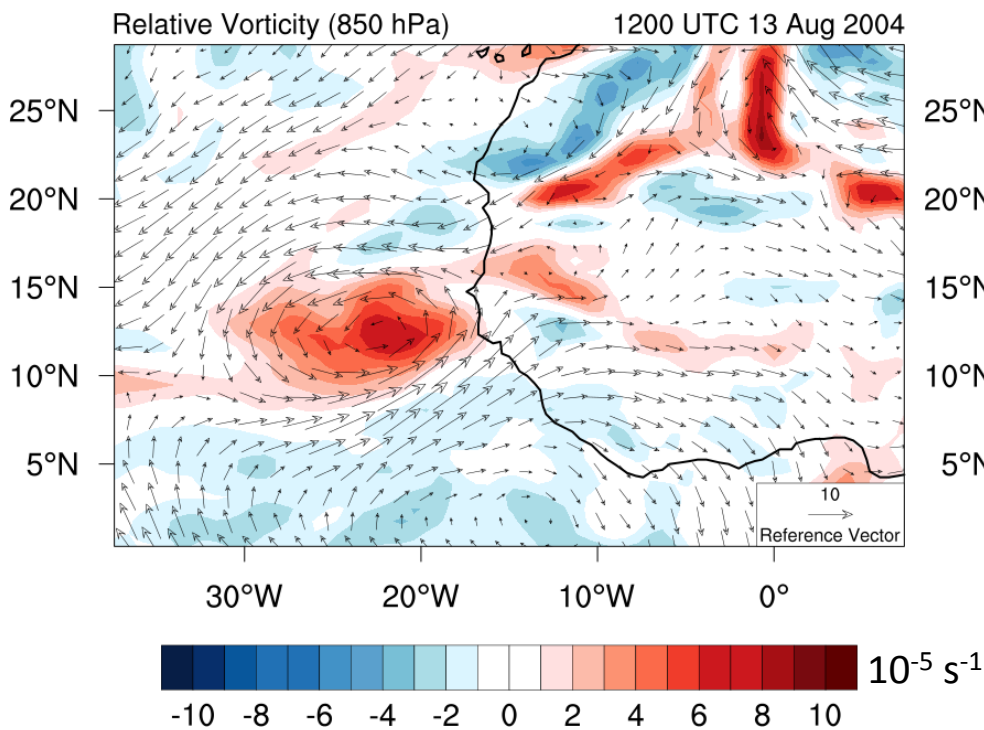 Relative Vorticity (850 hPa) 1200 UTC 13 Aug 2004
25°N 25°N
20°N 20°N
15°N 15°N
10°N 10°N
5°N 5°N
10
Reference Vector
30°W 20°W 10°W 0°
10⁻⁵ s⁻¹
-10 -8 -6 -4 -2 0 2 4 6 8 10